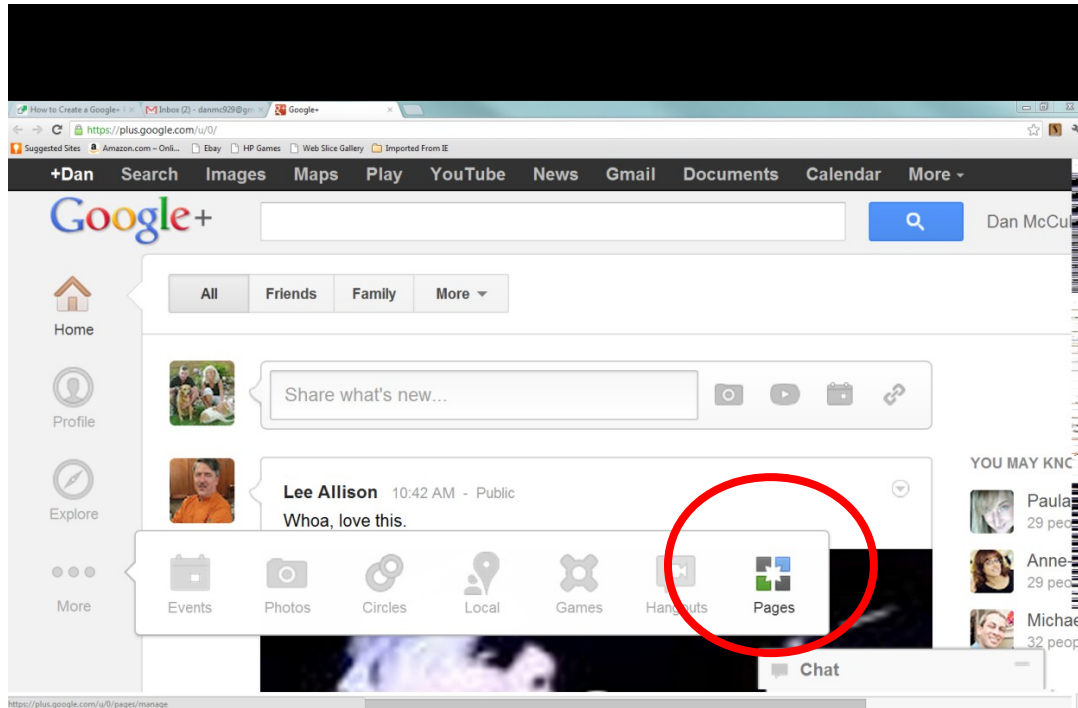 How to Create a Google+
Inbox (2) - danmc929@gm
Google+
https://plus.google.com/u/0/
Suggested Sites
Amazon.com – Onli...
Ebay
HP Games
Web Slice Gallery
Imported From IE
+Dan Search Images Maps Play YouTube News Gmail Documents Calendar More
Google+
Dan McCul
All Friends Family More
Home
Share what's new...
Profile
YOU MAY KNO
Lee Allison 10:42 AM - Public
Whoa, love this.
Explore
Paula
29 peo
Anne-
29 peo
Michae
32 peop
More
Events Photos Circles Local Games Hangouts Pages
Chat
https://plus.google.com/u/0/pages/manage